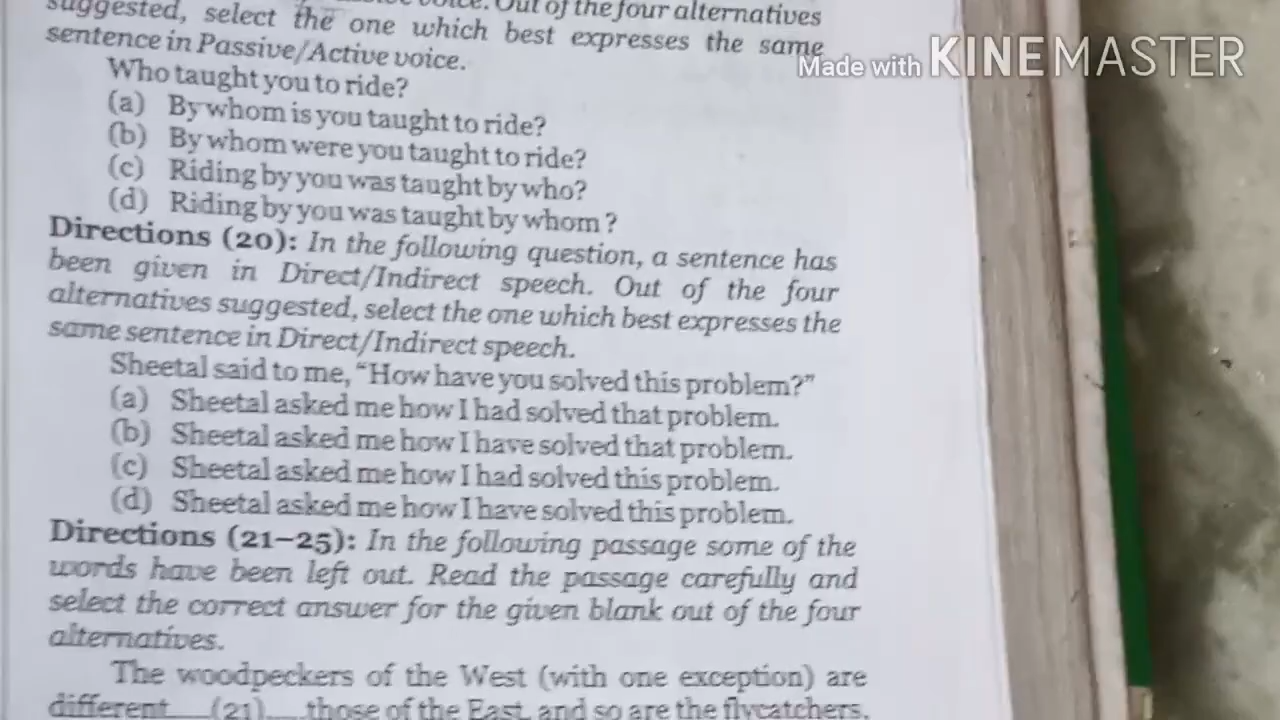 Out of the four alternatives
suggested, select the one which best expresses the same
sentence in Passive/Active voice.
Made with KINEMASTER
Who taught you to ride?
(a) By whom is you taught to ride?
(b) By whom were you taught to ride?
(c) Riding by you was taught by who?
(d) Riding by you was taught by whom?
Directions (20): In the following question, a sentence has
been given in Direct/Indirect speech. Out of the four
alternatives suggested, select the one which best expresses the
same sentence in Direct/Indirect speech.
Sheetal said to me, “How have you solved this problem?”
(a) Sheetal asked me how I had solved that problem.
(b) Sheetal asked me how I have solved that problem.
(c) Sheetal asked me how I had solved this problem.
(d) Sheetal asked me how I have solved this problem.
Directions (21–25): In the following passage some of the
words have been left out. Read the passage carefully and
select the correct answer for the given blank out of the four
alternatives.
The woodpeckers of the West (with one exception) are
different __(21)__ those of the East, and so are the flycatchers,